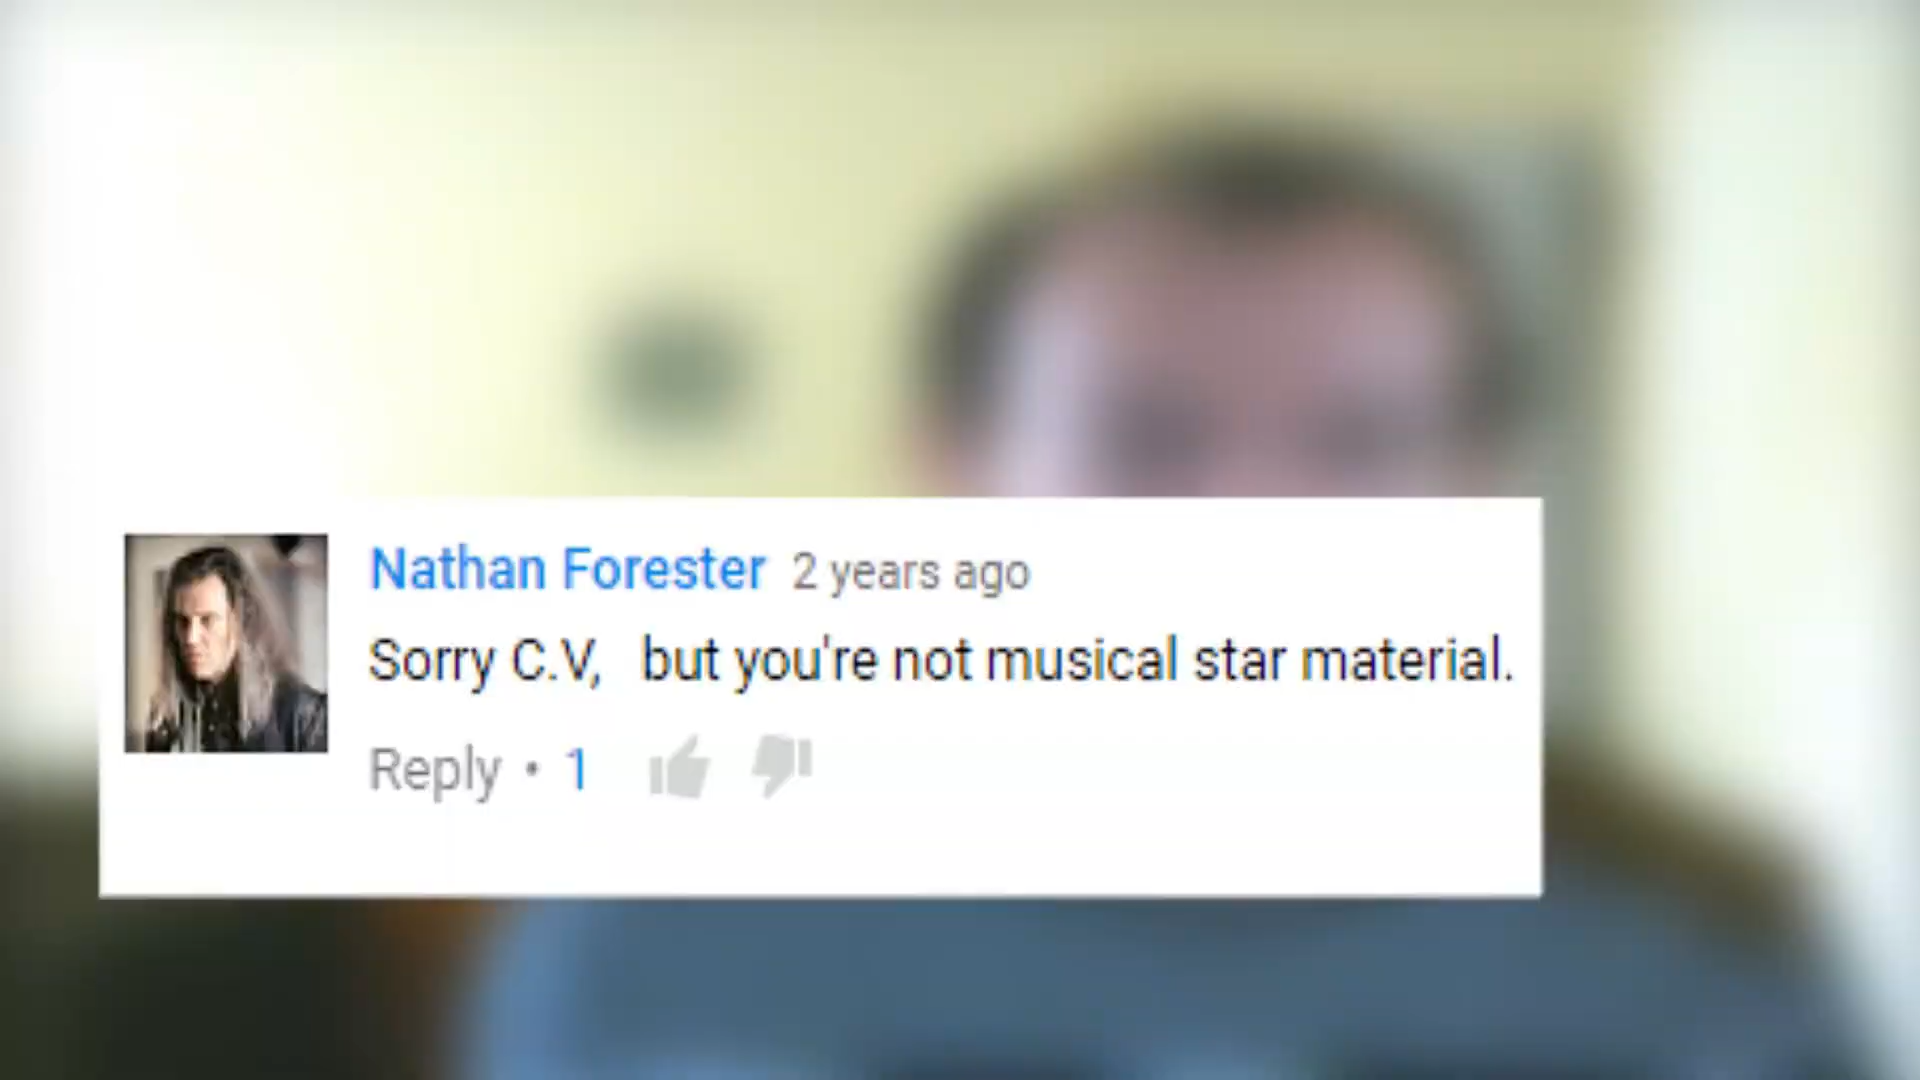 Nathan Forester 2 years ago
Sorry C.V, but you're not musical star material.
Reply • 1